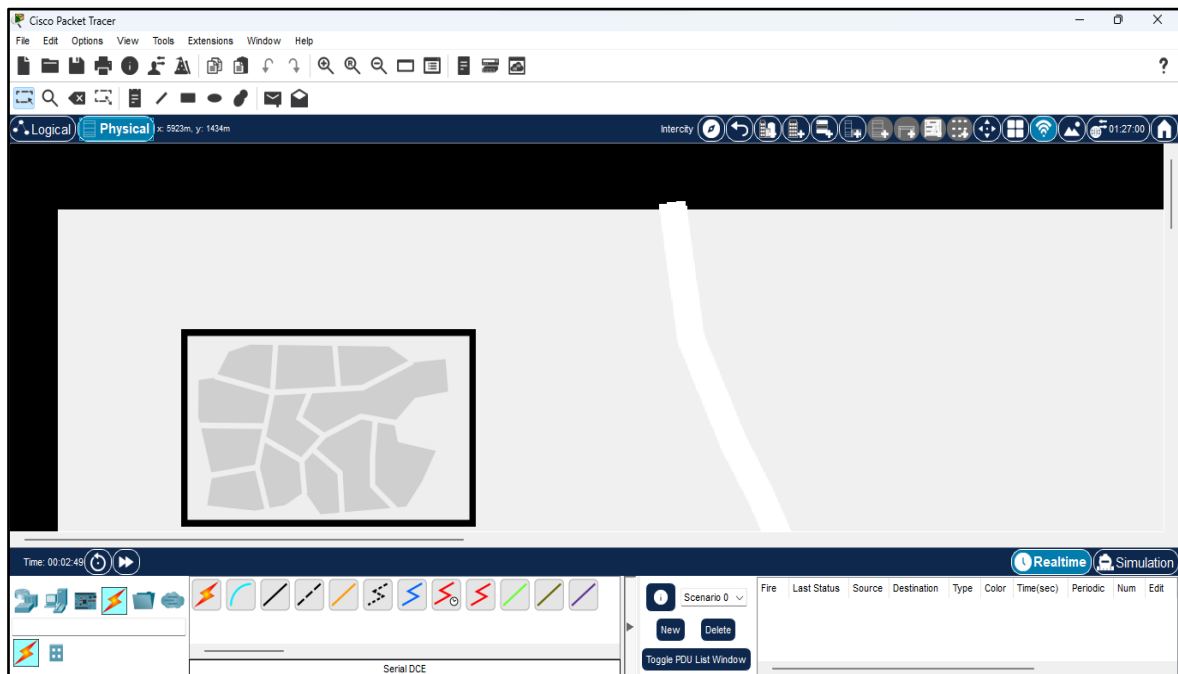 Cisco Packet Tracer
File Edit Options View Tools Extensions Window Help
?
Logical Physical x: 5923m, y: 1434m Intercity 01:27:00
Time: 00:02:49 Realtime Simulation
Scenario 0 Fire Last Status Source Destination Type Color Time(sec) Periodic Num Edit
New Delete
Toggle PDU List Window
Serial DCE